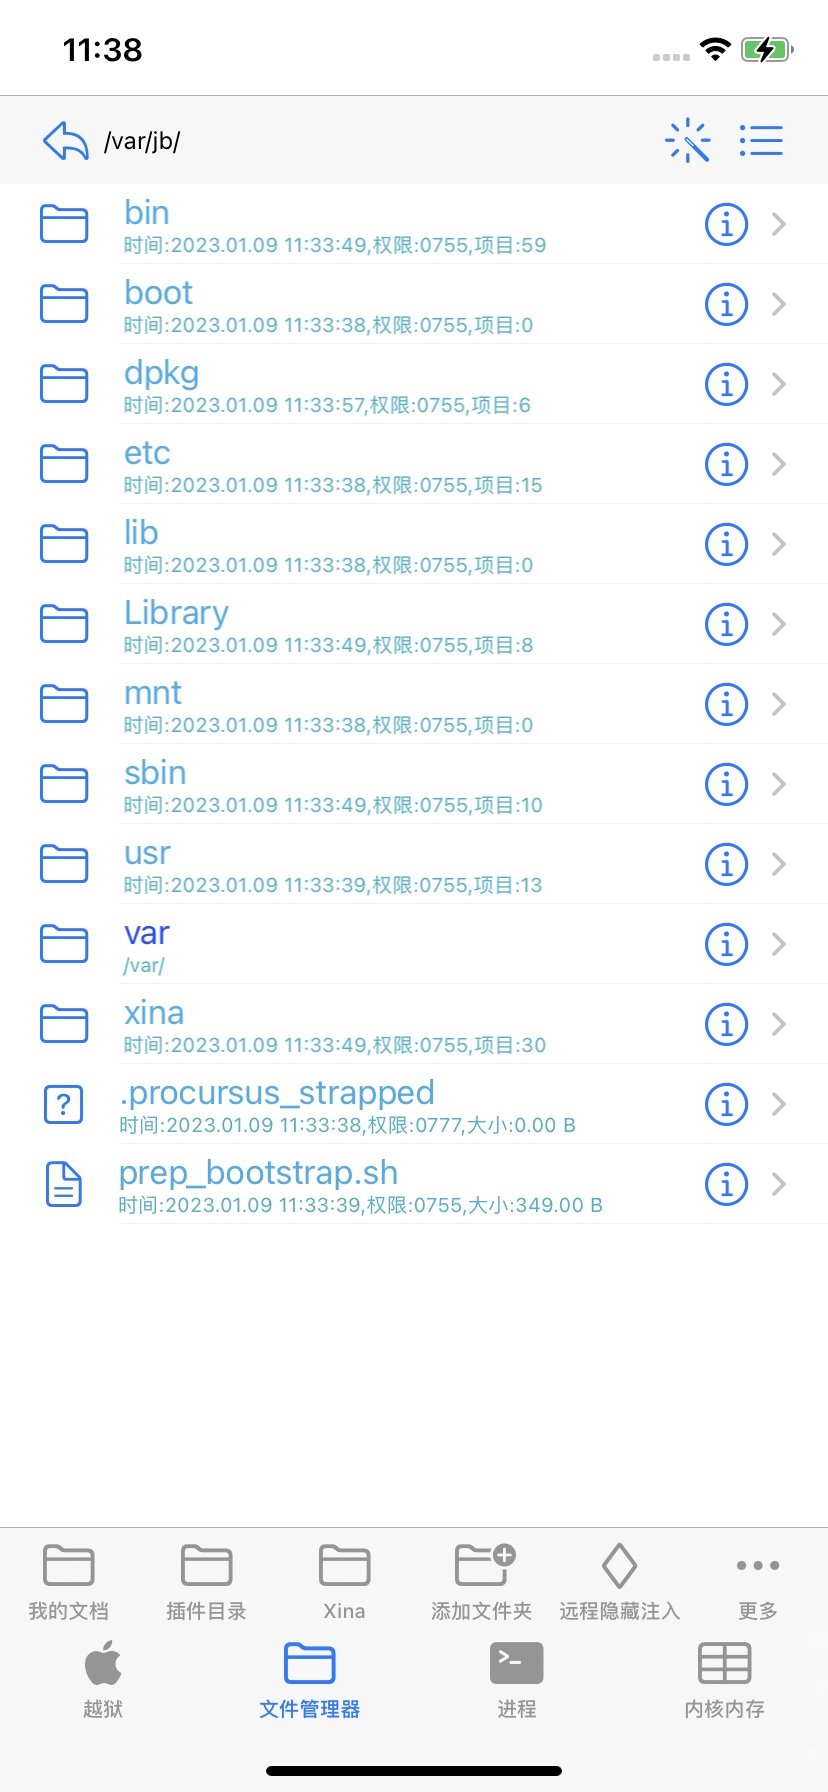 11:38
/var/jb/
bin
时间:2023.01.09 11:33:49,权限:0755,项目:59
boot
时间:2023.01.09 11:33:38,权限:0755,项目:0
dpkg
时间:2023.01.09 11:33:57,权限:0755,项目:6
etc
时间:2023.01.09 11:33:38,权限:0755,项目:15
lib
时间:2023.01.09 11:33:38,权限:0755,项目:0
Library
时间:2023.01.09 11:33:49,权限:0755,项目:8
mnt
时间:2023.01.09 11:33:38,权限:0755,项目:0
sbin
时间:2023.01.09 11:33:49,权限:0755,项目:10
usr
时间:2023.01.09 11:33:39,权限:0755,项目:13
var
/var/
xina
时间:2023.01.09 11:33:49,权限:0755,项目:30
.procursus_strapped
时间:2023.01.09 11:33:38,权限:0777,大小:0.00 B
prep_bootstrap.sh
时间:2023.01.09 11:33:39,权限:0755,大小:349.00 B
我的文档 插件目录 Xina 添加文件夹 远程隐藏注入 更多
越狱 文件管理器 进程 内核内存